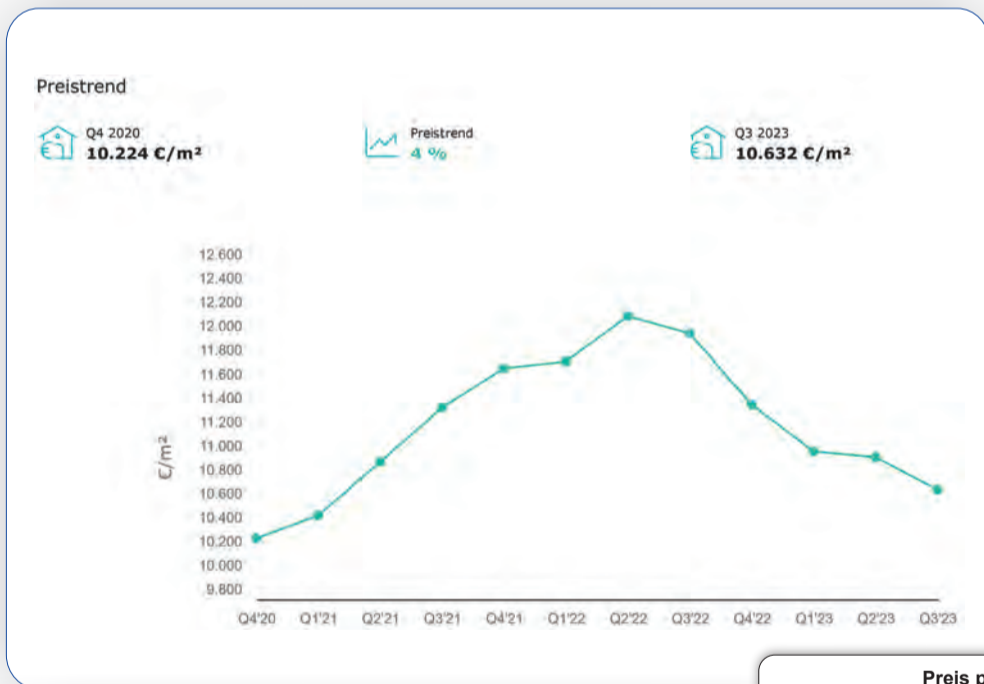 Preistrend
Q4 2020
10.224 €/m²
Preistrend
4 %
Q3 2023
10.632 €/m²
12.600
12.400
12.200
12.000
11.800
11.600
11.400
11.200
11.000
10.800
10.600
10.400
10.200
10.000
9.800
€/m²
Q4'20 Q1'21 Q2'21 Q3'21 Q4'21 Q1'22 Q2'22 Q3'22 Q4'22 Q1'23 Q2'23 Q3'23
Preis p